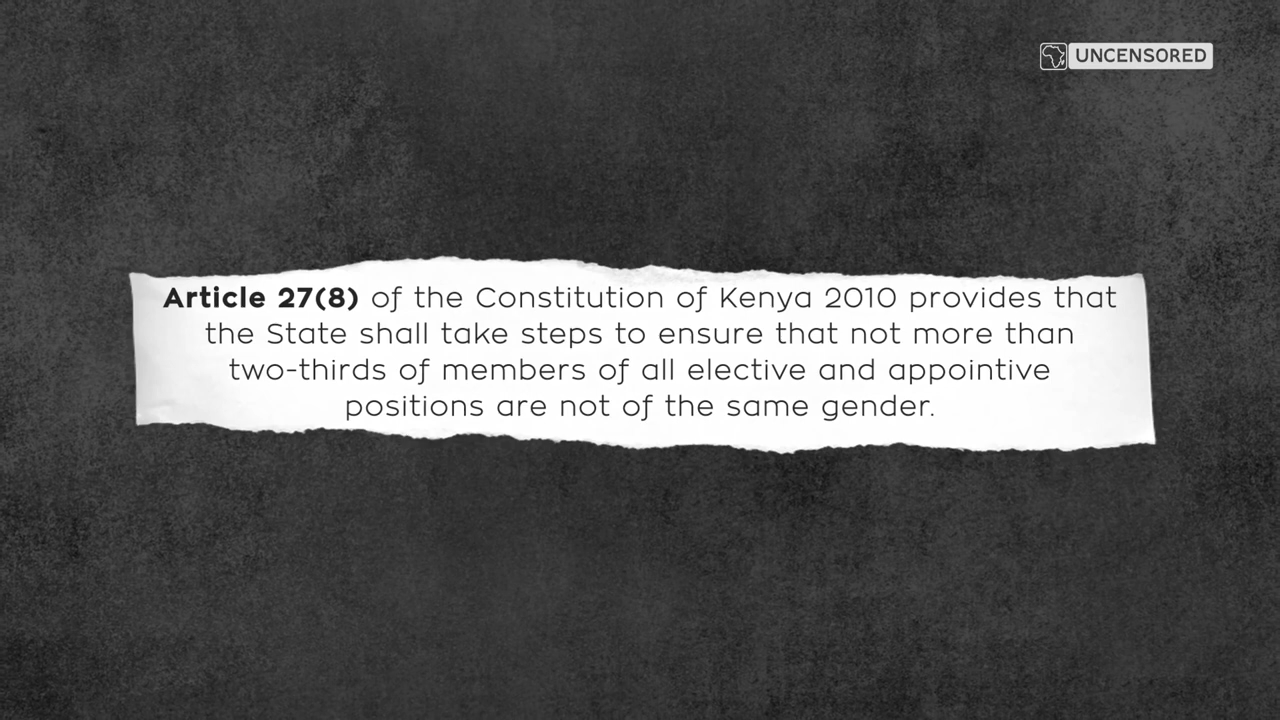 UNCENSORED
Article 27(8) of the Constitution of Kenya 2010 provides that
the State shall take steps to ensure that not more than
two-thirds of members of all elective and appointive
positions are not of the same gender.